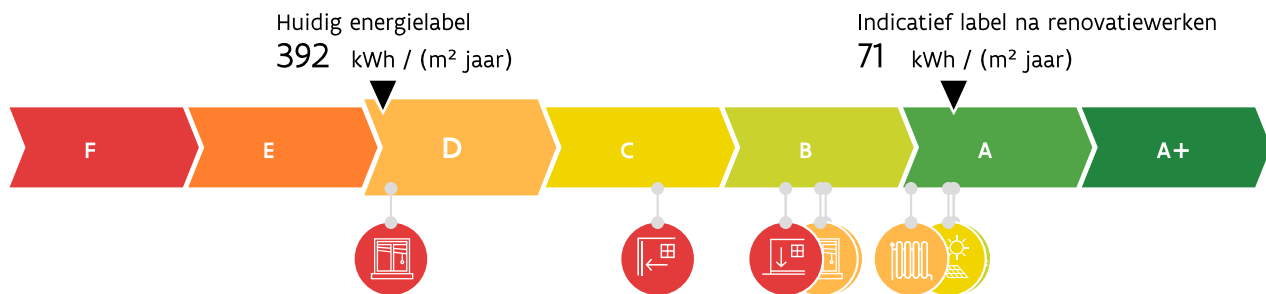 Huidig energielabel
392 kWh / (m² jaar)
Indicatief label na renovatiewerken
71 kWh / (m² jaar)
F E D C B A A+